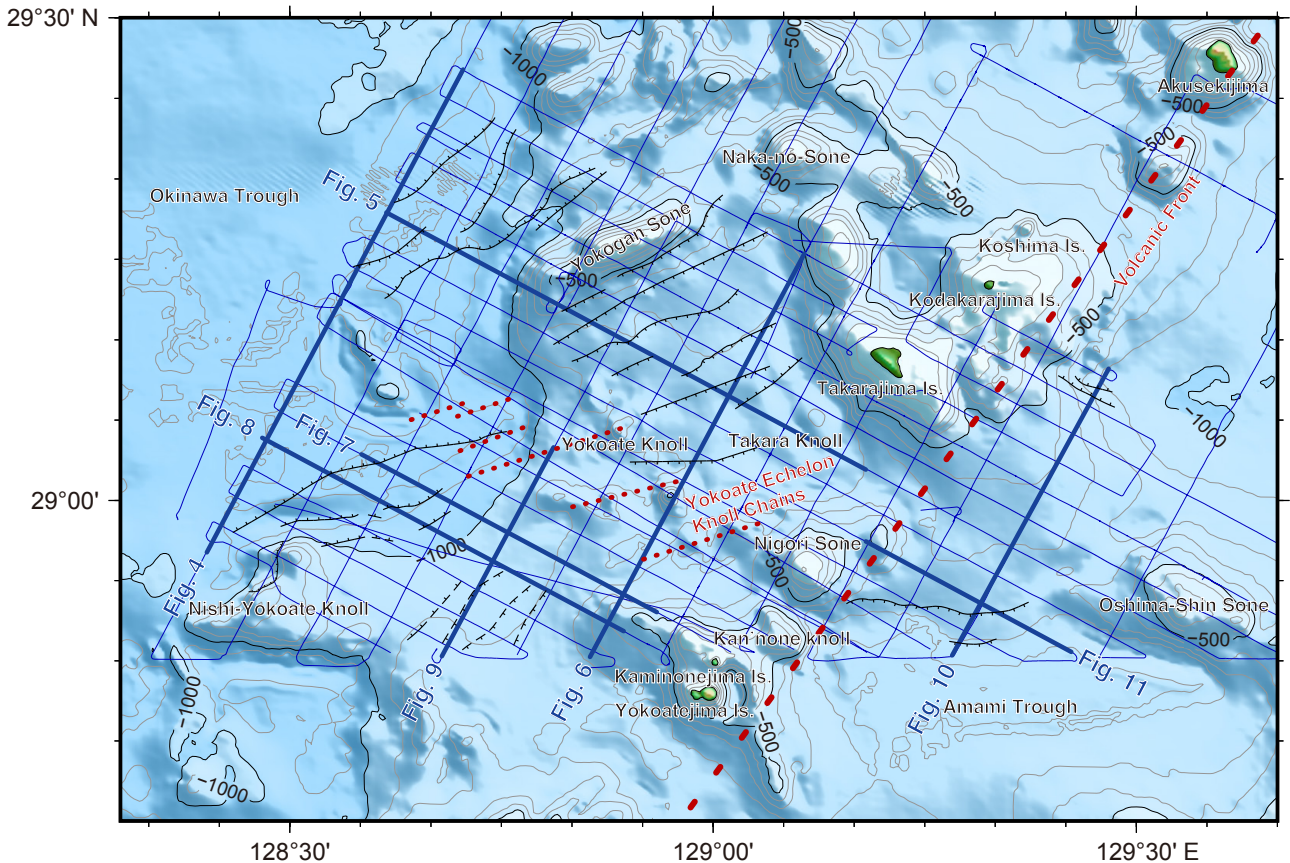 29°30' N
−1000
−500
Akusekijima
−500
−500
Naka-no-Sone
−500
−500
Okinawa Trough
Fig. 5
Yokogan Sone
Koshima Is.
Volcanic Front
−500
Kodakarajima Is.
−500
Takarajima Is.
−1000
Fig. 8
Fig. 7
Yokoate Knoll
Takara Knoll
Yokoate Echelon
Knoll Chains
29°00'
−1000
Nigori Sone
−500
Fig. 4
Nishi-Yokoate Knoll
Oshima-Shin Sone
−500
Kan'none knoll
Kaminonejima Is.
Yokoatejima Is.
−500
Fig. 9
Fig. 6
Fig. 10
Fig. 11
Amami Trough
−1000
−1000
128°30'
129°00'
129°30' E